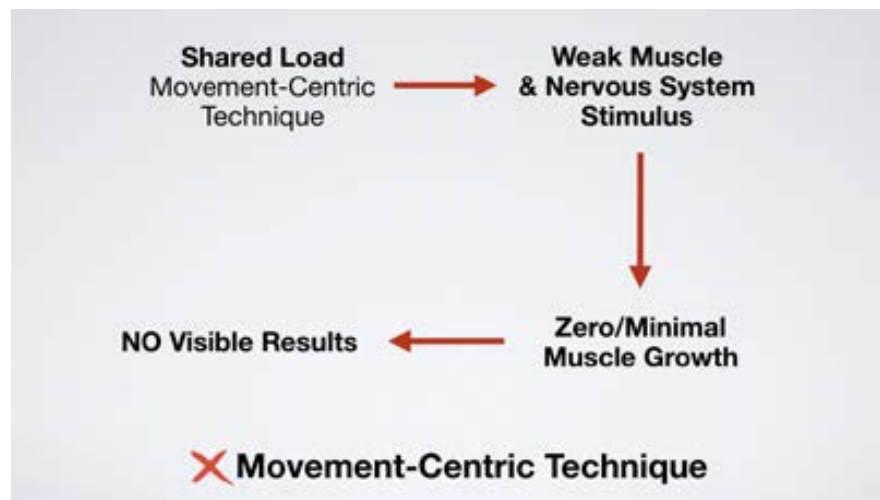 Shared Load
Movement-Centric
Technique
Weak Muscle
& Nervous System
Stimulus
NO Visible Results
Zero/Minimal
Muscle Growth
Movement-Centric Technique